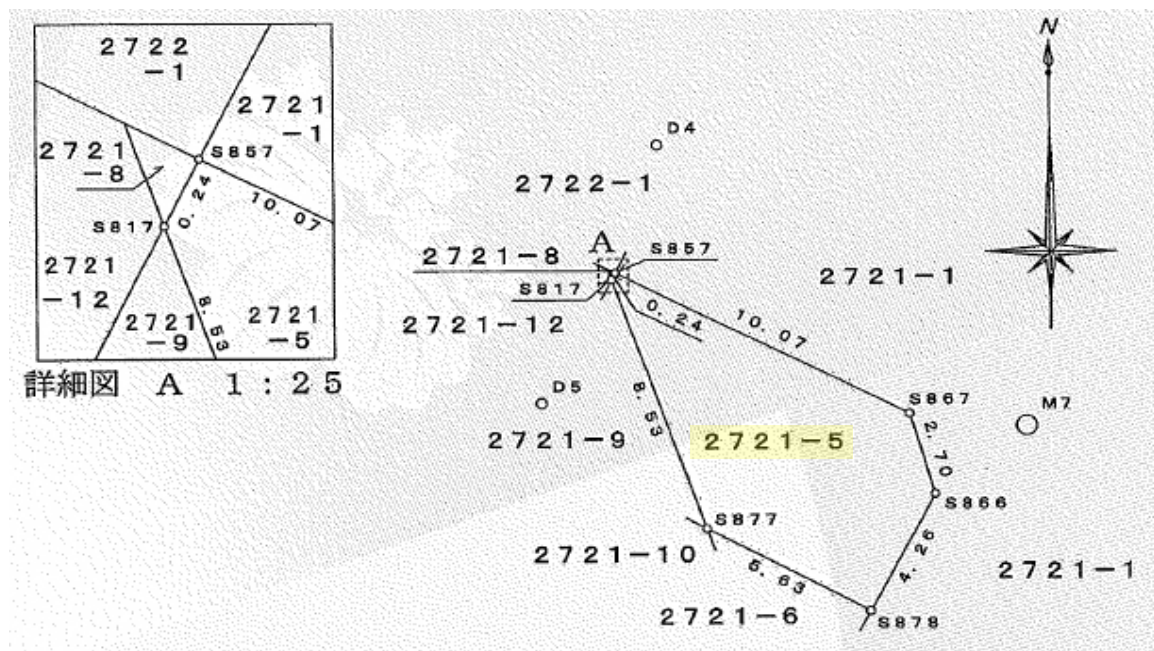 2722
-1
2721
-1
2721
-8
S857
0.24
10.07
S817
2721
-12
2721
-9
8.53
2721
-5
詳細図 A 1:25
N
D4
2722-1
A
S857
2721-8
2721-1
S817
0.24
10.07
2721-12
D5
8.53
S867
M7
2721-9
2721-5
2.70
S866
S877
2721-10
4.26
2721-1
5.63
2721-6
S878